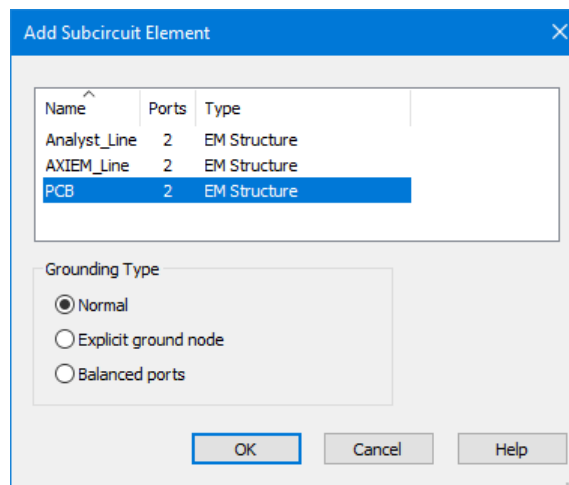 Add Subcircuit Element
Name Ports Type
Analyst_Line 2 EM Structure
AXIEM_Line 2 EM Structure
PCB 2 EM Structure
Grounding Type
Normal
Explicit ground node
Balanced ports
OK Cancel Help